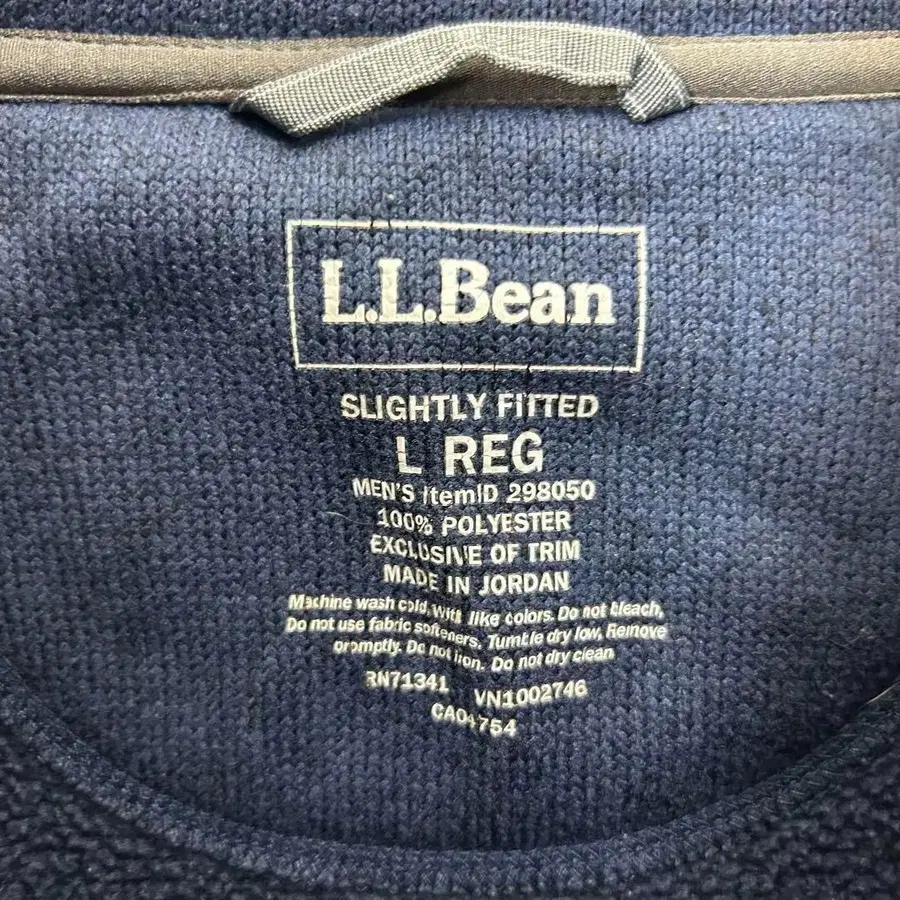 L.L.Bean
SLIGHTLY FITTED
L REG
MEN'S ItemID 298050
100% POLYESTER
EXCLUSIVE OF TRIM
MADE IN JORDAN
Machine wash cold, with like colors. Do not bleach,
Do not use fabric softeners. Tumble dry low, Remove
promptly. Do not iron. Do not dry clean
RN71341 VN1002746
CA04754